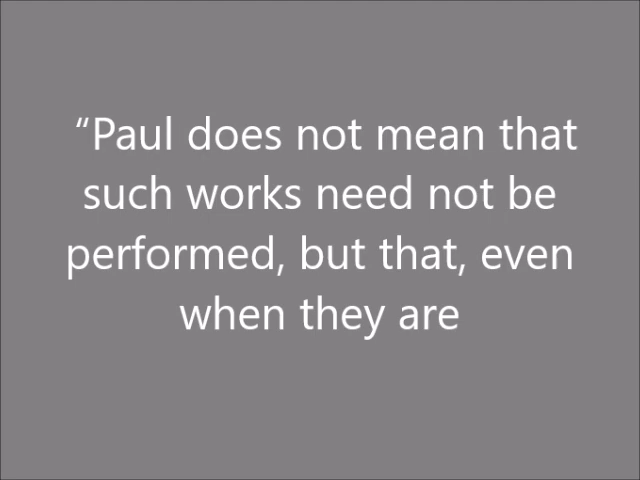 “Paul does not mean that
such works need not be
performed, but that, even
when they are